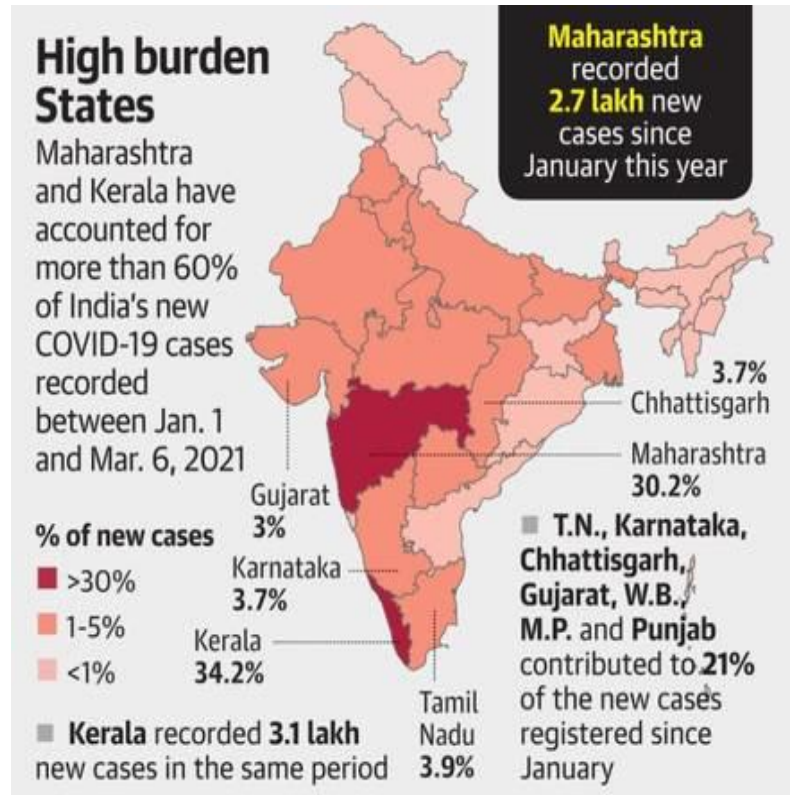 High burden
States
Maharashtra
and Kerala have
accounted for
more than 60%
of India's new
COVID-19 cases
recorded
between Jan. 1
and Mar. 6, 2021
Maharashtra
recorded
2.7 lakh new
cases since
January this year
% of new cases
>30%
1-5%
<1%
Gujarat
3%
Karnataka
3.7%
Kerala
34.2%
Tamil
Nadu
3.9%
3.7%
Chhattisgarh
Maharashtra
30.2%
Kerala recorded 3.1 lakh
new cases in the same period
T.N., Karnataka,
Chhattisgarh,
Gujarat, W.B.,
M.P. and Punjab
contributed to 21%
of the new cases
registered since
January